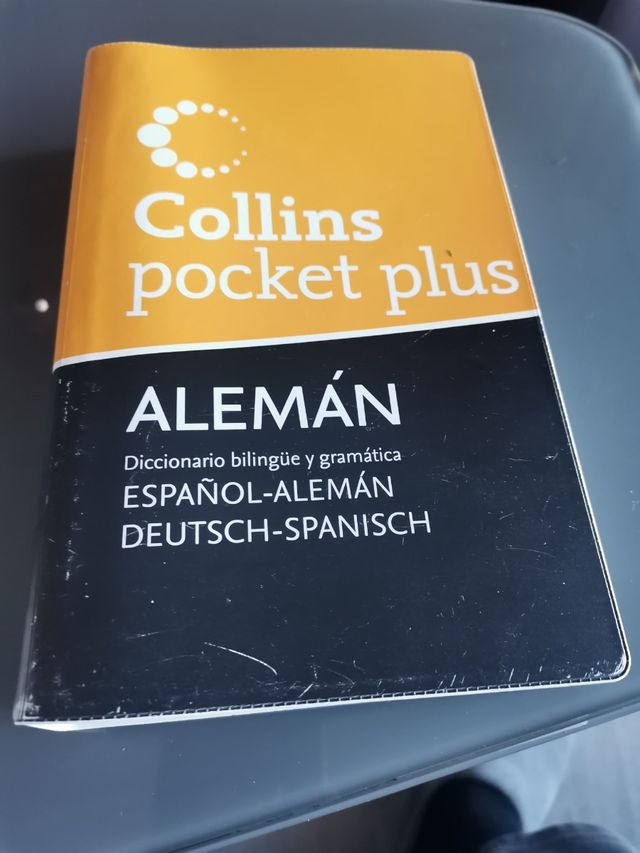 Collins
pocket plus
ALEMÁN
Diccionario bilingüe y gramática
ESPAÑOL-ALEMÁN
DEUTSCH-SPANISCH